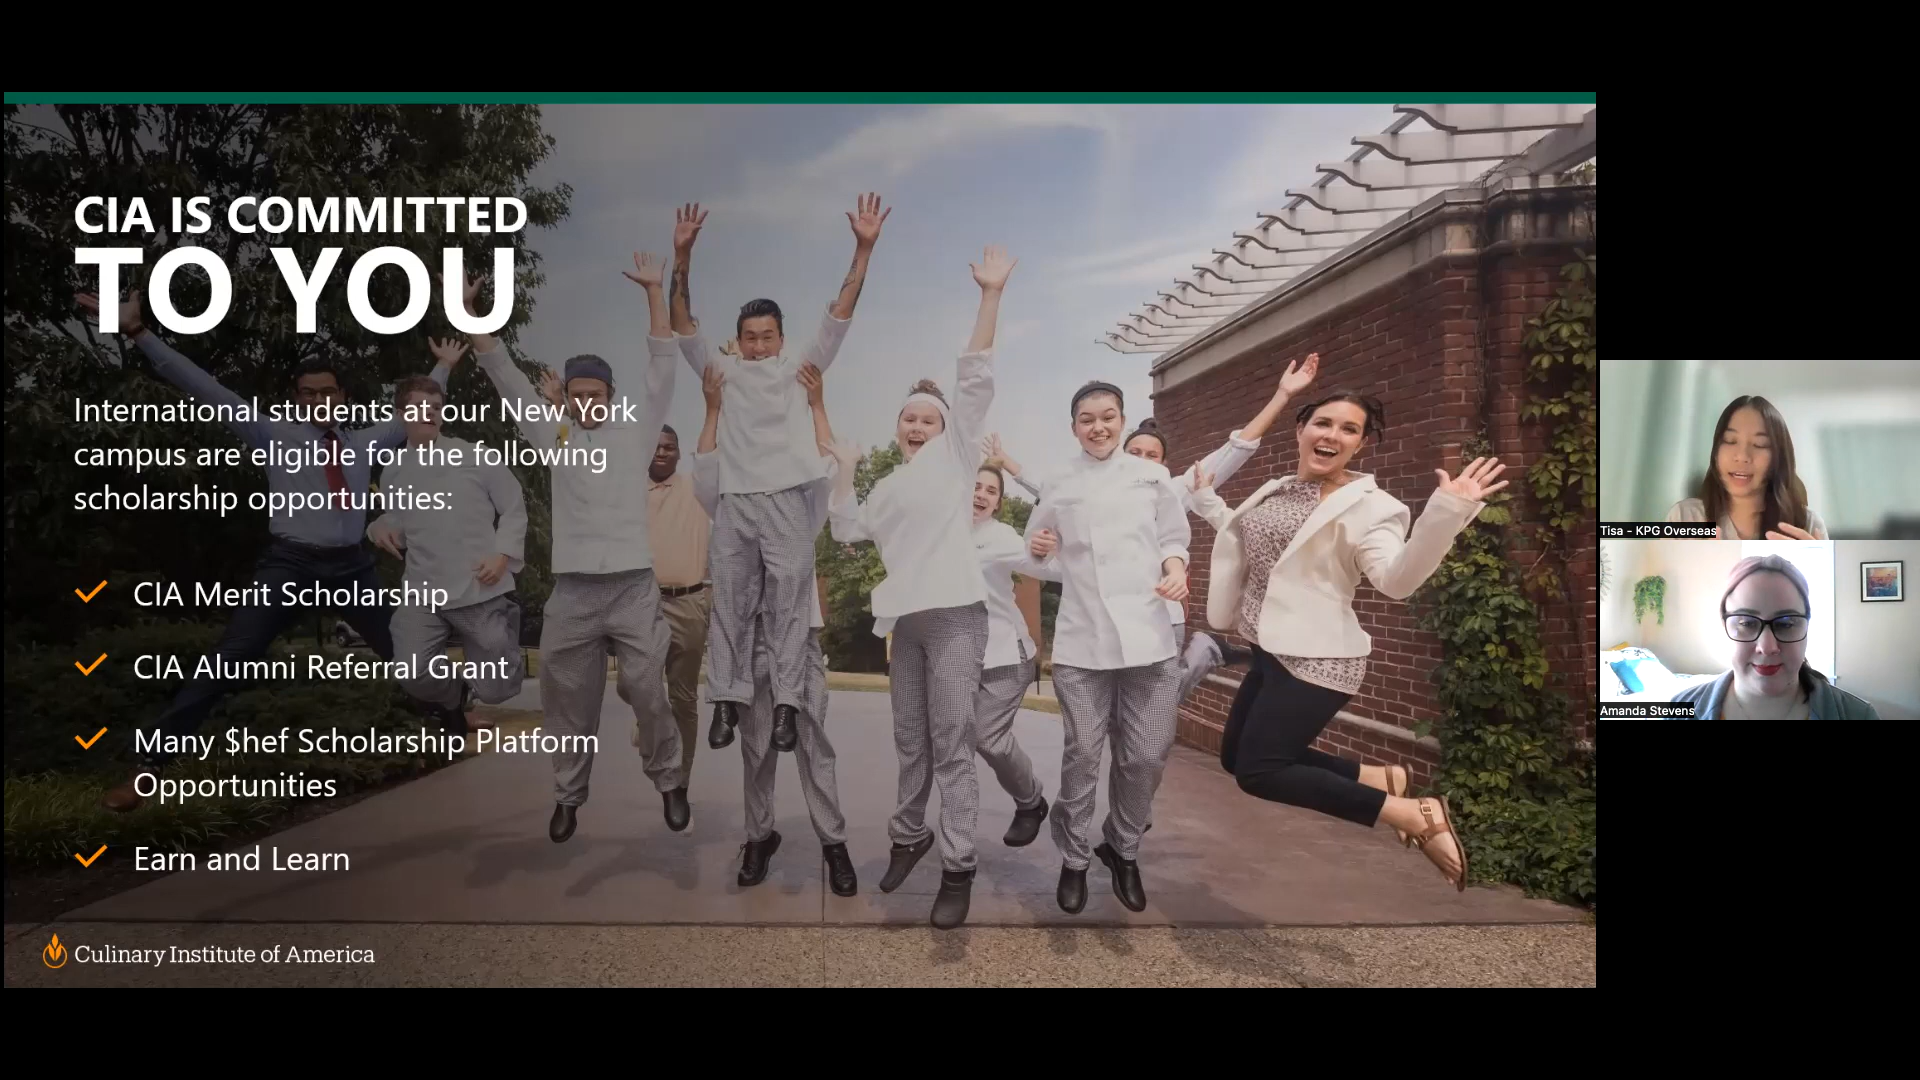 CIA IS COMMITTED
TO YOU
International students at our New York
campus are eligible for the following
scholarship opportunities:
CIA Merit Scholarship
CIA Alumni Referral Grant
Many $hef Scholarship Platform
Opportunities
Earn and Learn
Culinary Institute of America
Tisa - KPG Overseas
Amanda Stevens